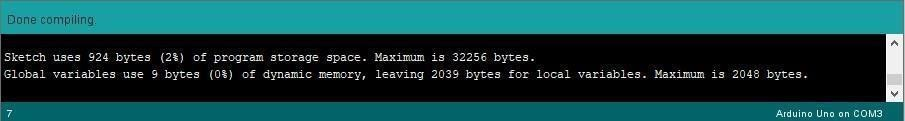 Done compiling.
Sketch uses 924 bytes (2%) of program storage space. Maximum is 32256 bytes.
Global variables use 9 bytes (0%) of dynamic memory, leaving 2039 bytes for local variables. Maximum is 2048 bytes.
7
Arduino Uno on COM3